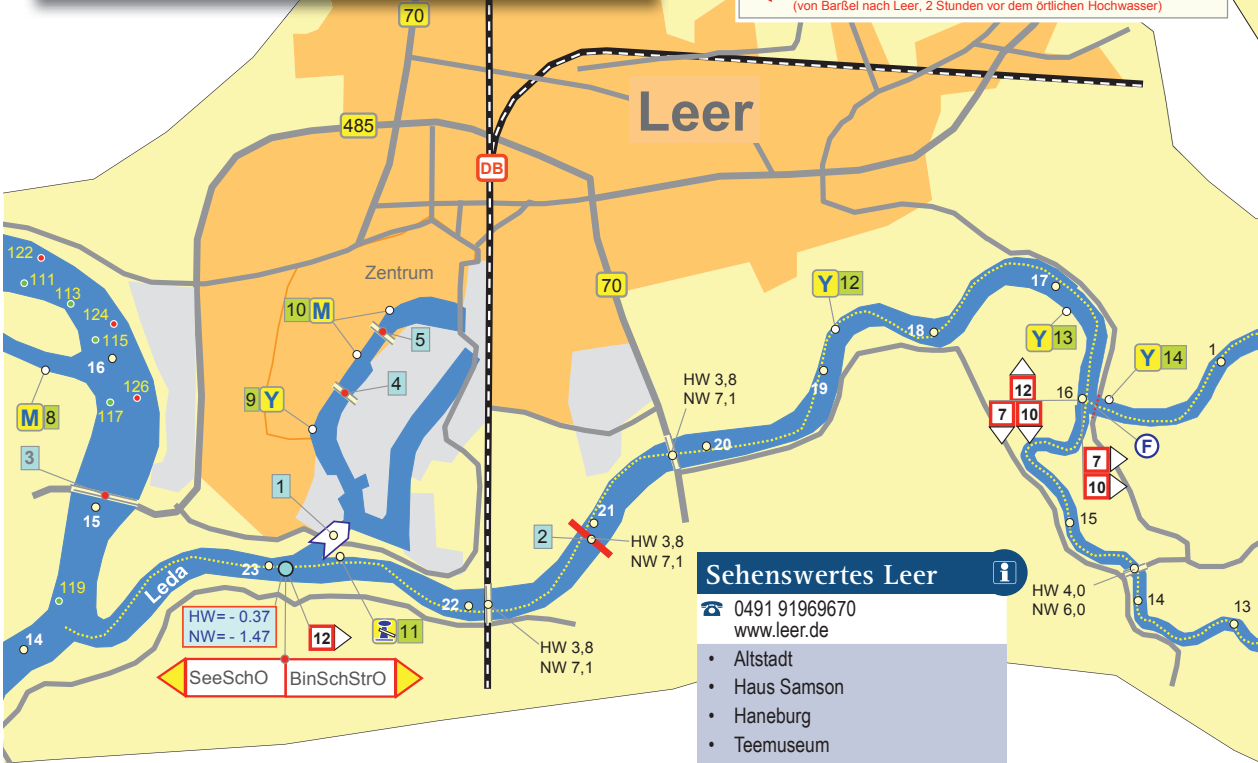 (von Barßel nach Leer, 2 Stunden vor dem örtlichen Hochwasser)
70
Leer
485
DB
122
111
113
124
115
16
126
117
M 8
3
15
119
14
Zentrum
10 M
5
4
9 Y
1
70
Y 12
17
18
19
Y 13
Y 14
1
12
16
7 10
F
7
10
HW 3,8
NW 7,1
20
21
2
HW 3,8
NW 7,1
15
HW 4,0
NW 6,0
14
13
Leda
23
22
HW= - 0.37
NW= - 1.47
12
11
HW 3,8
NW 7,1
SeeSchO
BinSchStrO
Sehenswertes Leer
i
0491 91969670
www.leer.de
• Altstadt
• Haus Samson
• Haneburg
• Teemuseum